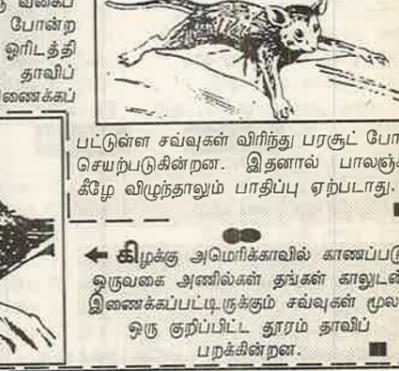 வகைப்
போன்ற
ஓரிடத்தி
தாவிப்
ணைக்கப்
பட்டுள்ள சவ்வுகள் விரிந்து பரசூட் போ
செயற்படுகின்றன. இதனால் பாலஞ்
கீழே விழுந்தாலும் பாதிப்பு ஏற்படாது.
கிழக்கு அமெரிக்காவில் காணப்படு
ஒருவகை அணில்கள் தங்கள் காலுடன்
இணைக்கப்பட்டிருக்கும் சவ்வுகள் மூல
ஒரு குறிப்பிட்ட தூரம் தாவிப்
பறக்கின்றன.